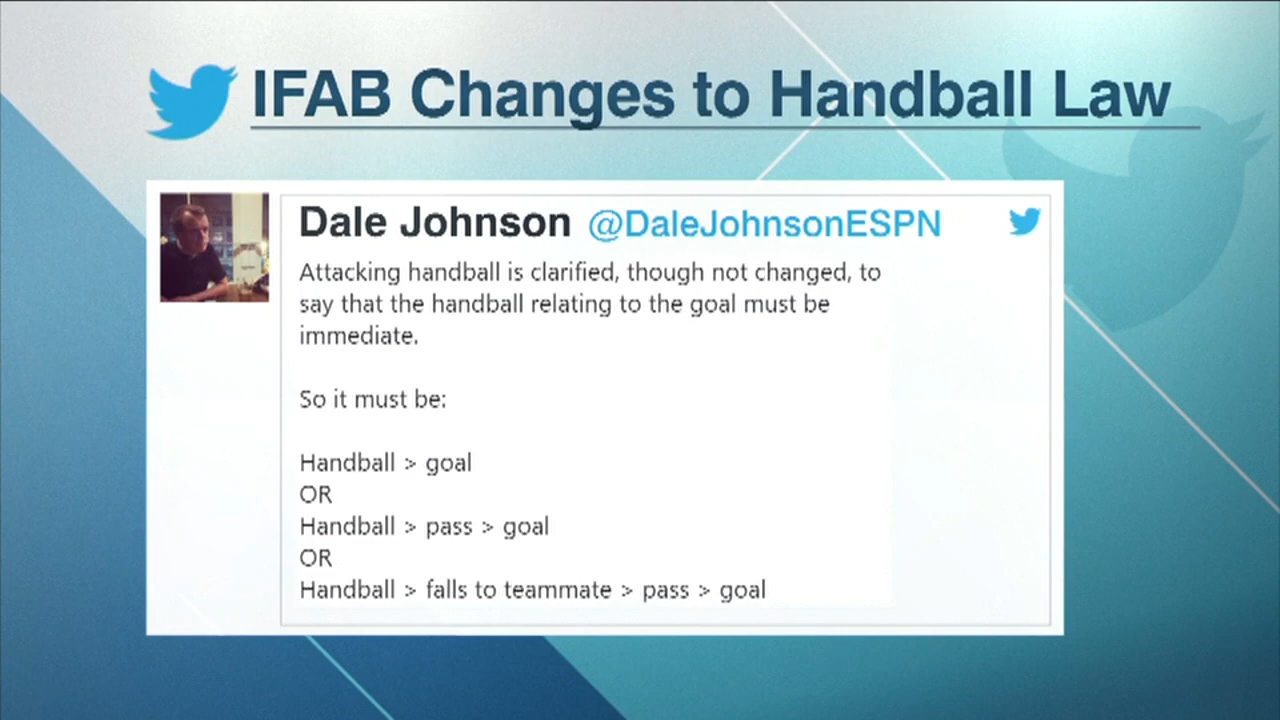 IFAB Changes to Handball Law
Dale Johnson @DaleJohnsonESPN
Attacking handball is clarified, though not changed, to
say that the handball relating to the goal must be
immediate.
So it must be:
Handball > goal
OR
Handball > pass > goal
OR
Handball > falls to teammate > pass > goal